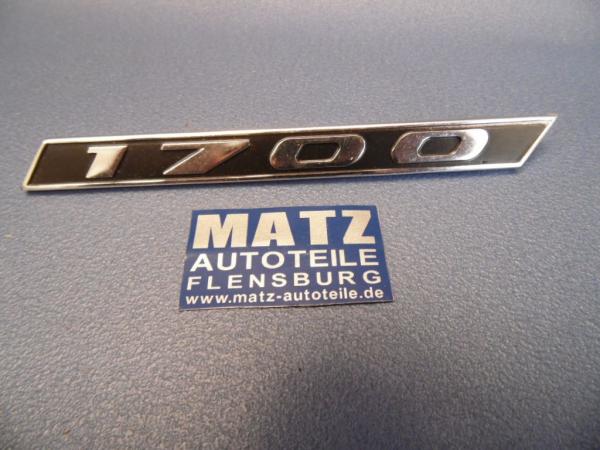 1700
MATZ
AUTOTEILE
FLENSBURG
www.matz-autoteile.de